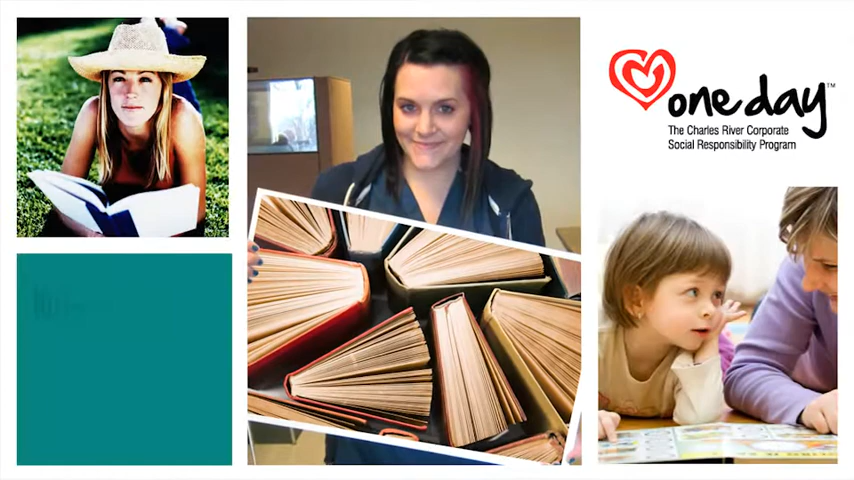 one day™
The Charles River Corporate
Social Responsibility Program